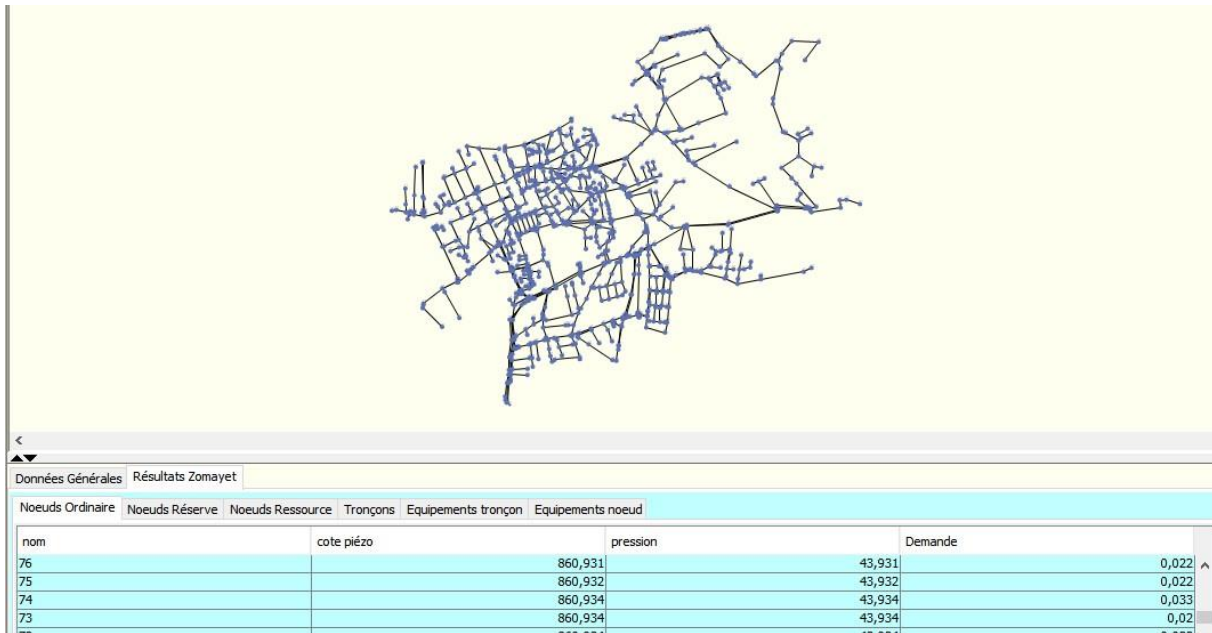 Données Générales Résultats Zomayet
Noeuds Ordinaire Noeuds Réserve Noeuds Ressource Tronçons Equipements tronçon Equipements noeud
nom cote piézo pression Demande
76 860,931 43,931 0,022
75 860,932 43,932 0,022
74 860,934 43,934 0,033
73 860,934 43,934 0,02